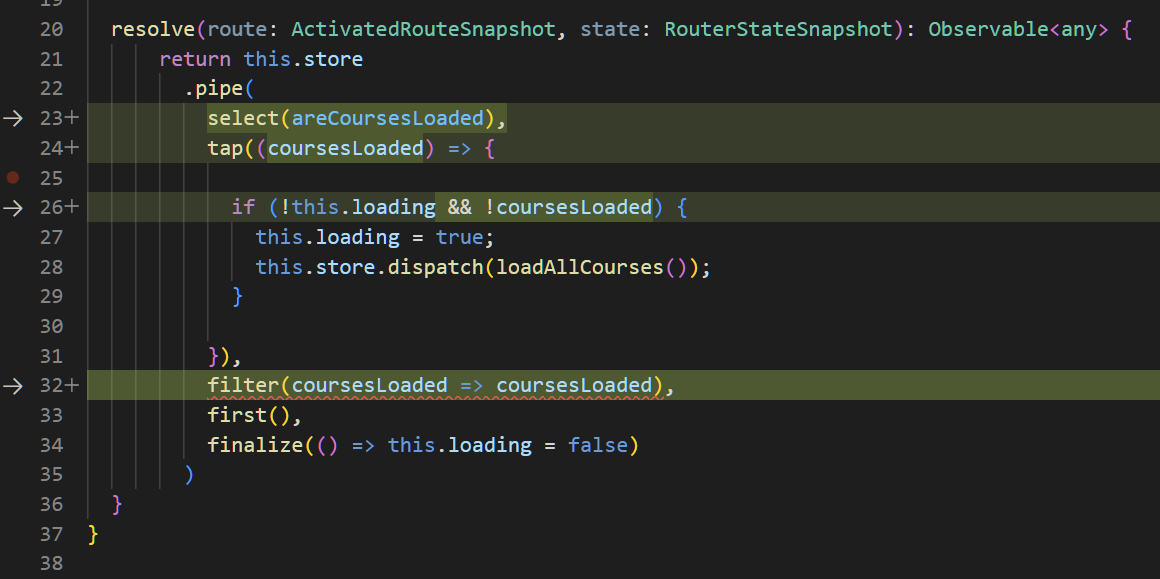 19
20 resolve(route: ActivatedRouteSnapshot, state: RouterStateSnapshot): Observable<any> {
21 return this.store
22 .pipe(
23+ select(areCoursesLoaded),
24+ tap((coursesLoaded) => {
25
26+ if (!this.loading && !coursesLoaded) {
27 this.loading = true;
28 this.store.dispatch(loadAllCourses());
29 }
30
31 }),
32+ filter(coursesLoaded => coursesLoaded),
33 first(),
34 finalize(() => this.loading = false)
35 )
36 }
37 }
38